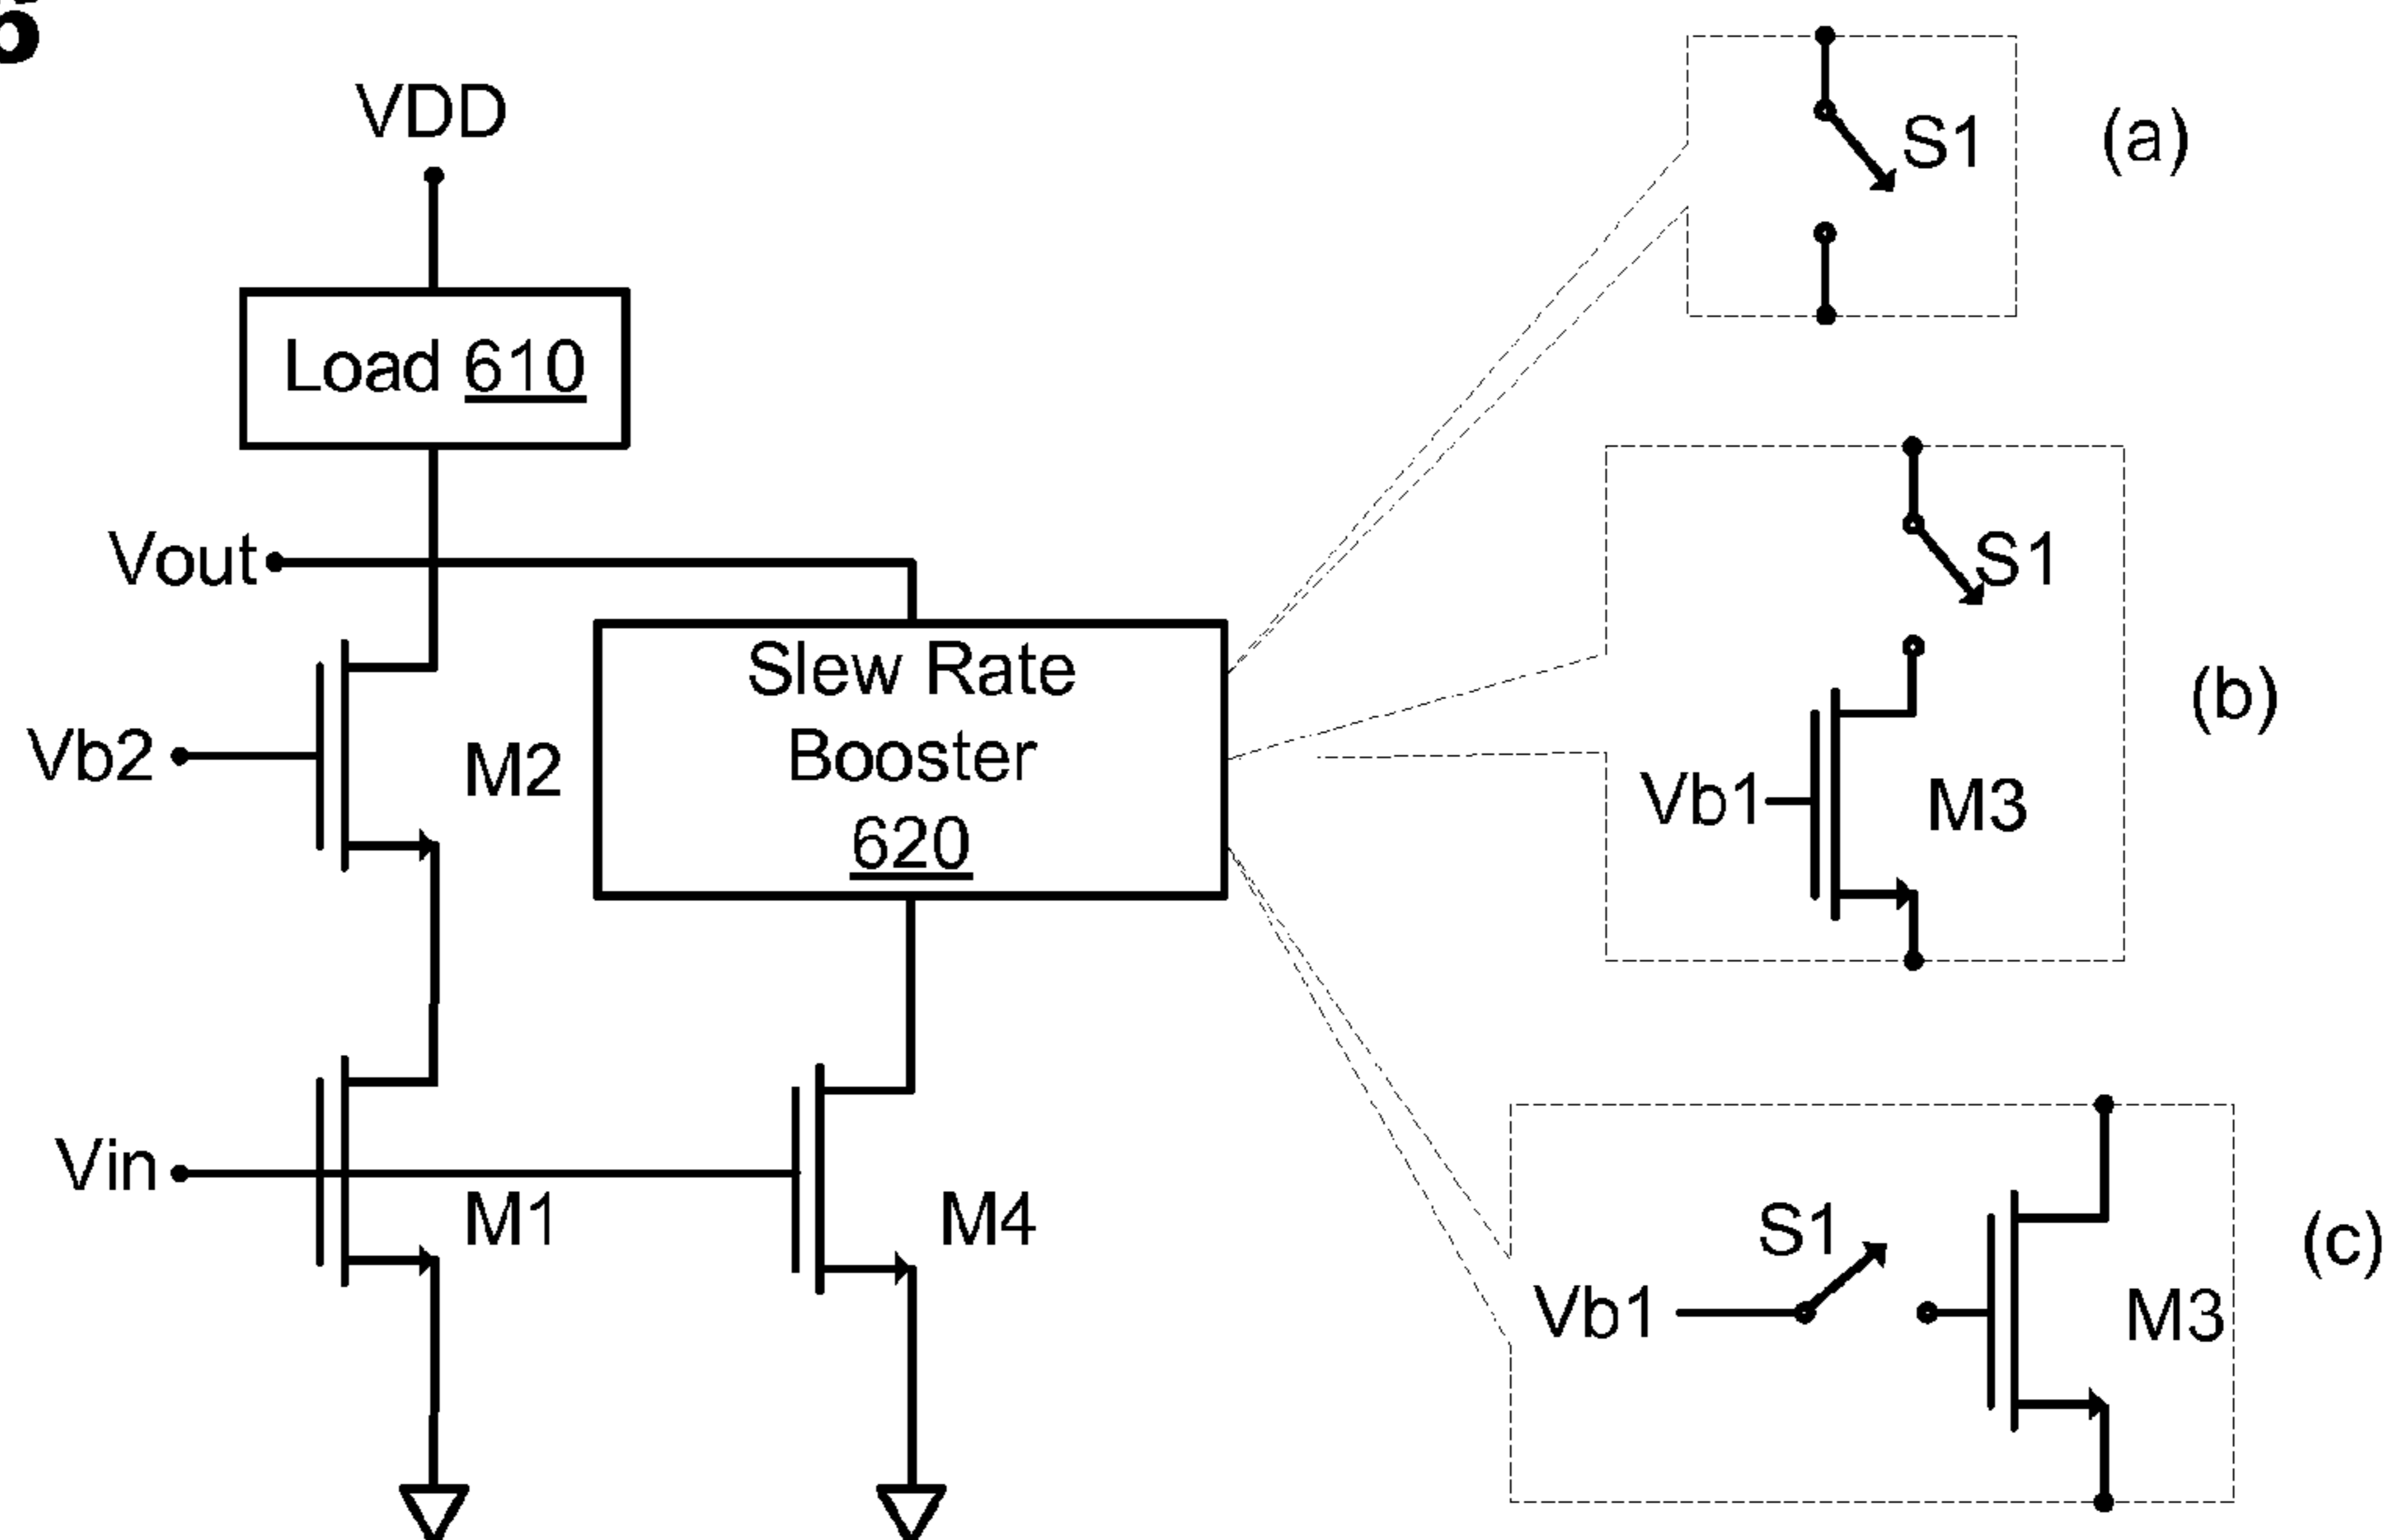 6
VDD
Load 610
Vout
Slew Rate
Booster
620
Vb2
M2
Vin
M1
M4
S1
(a)
S1
Vb1
M3
(b)
S1
Vb1
M3
(c)